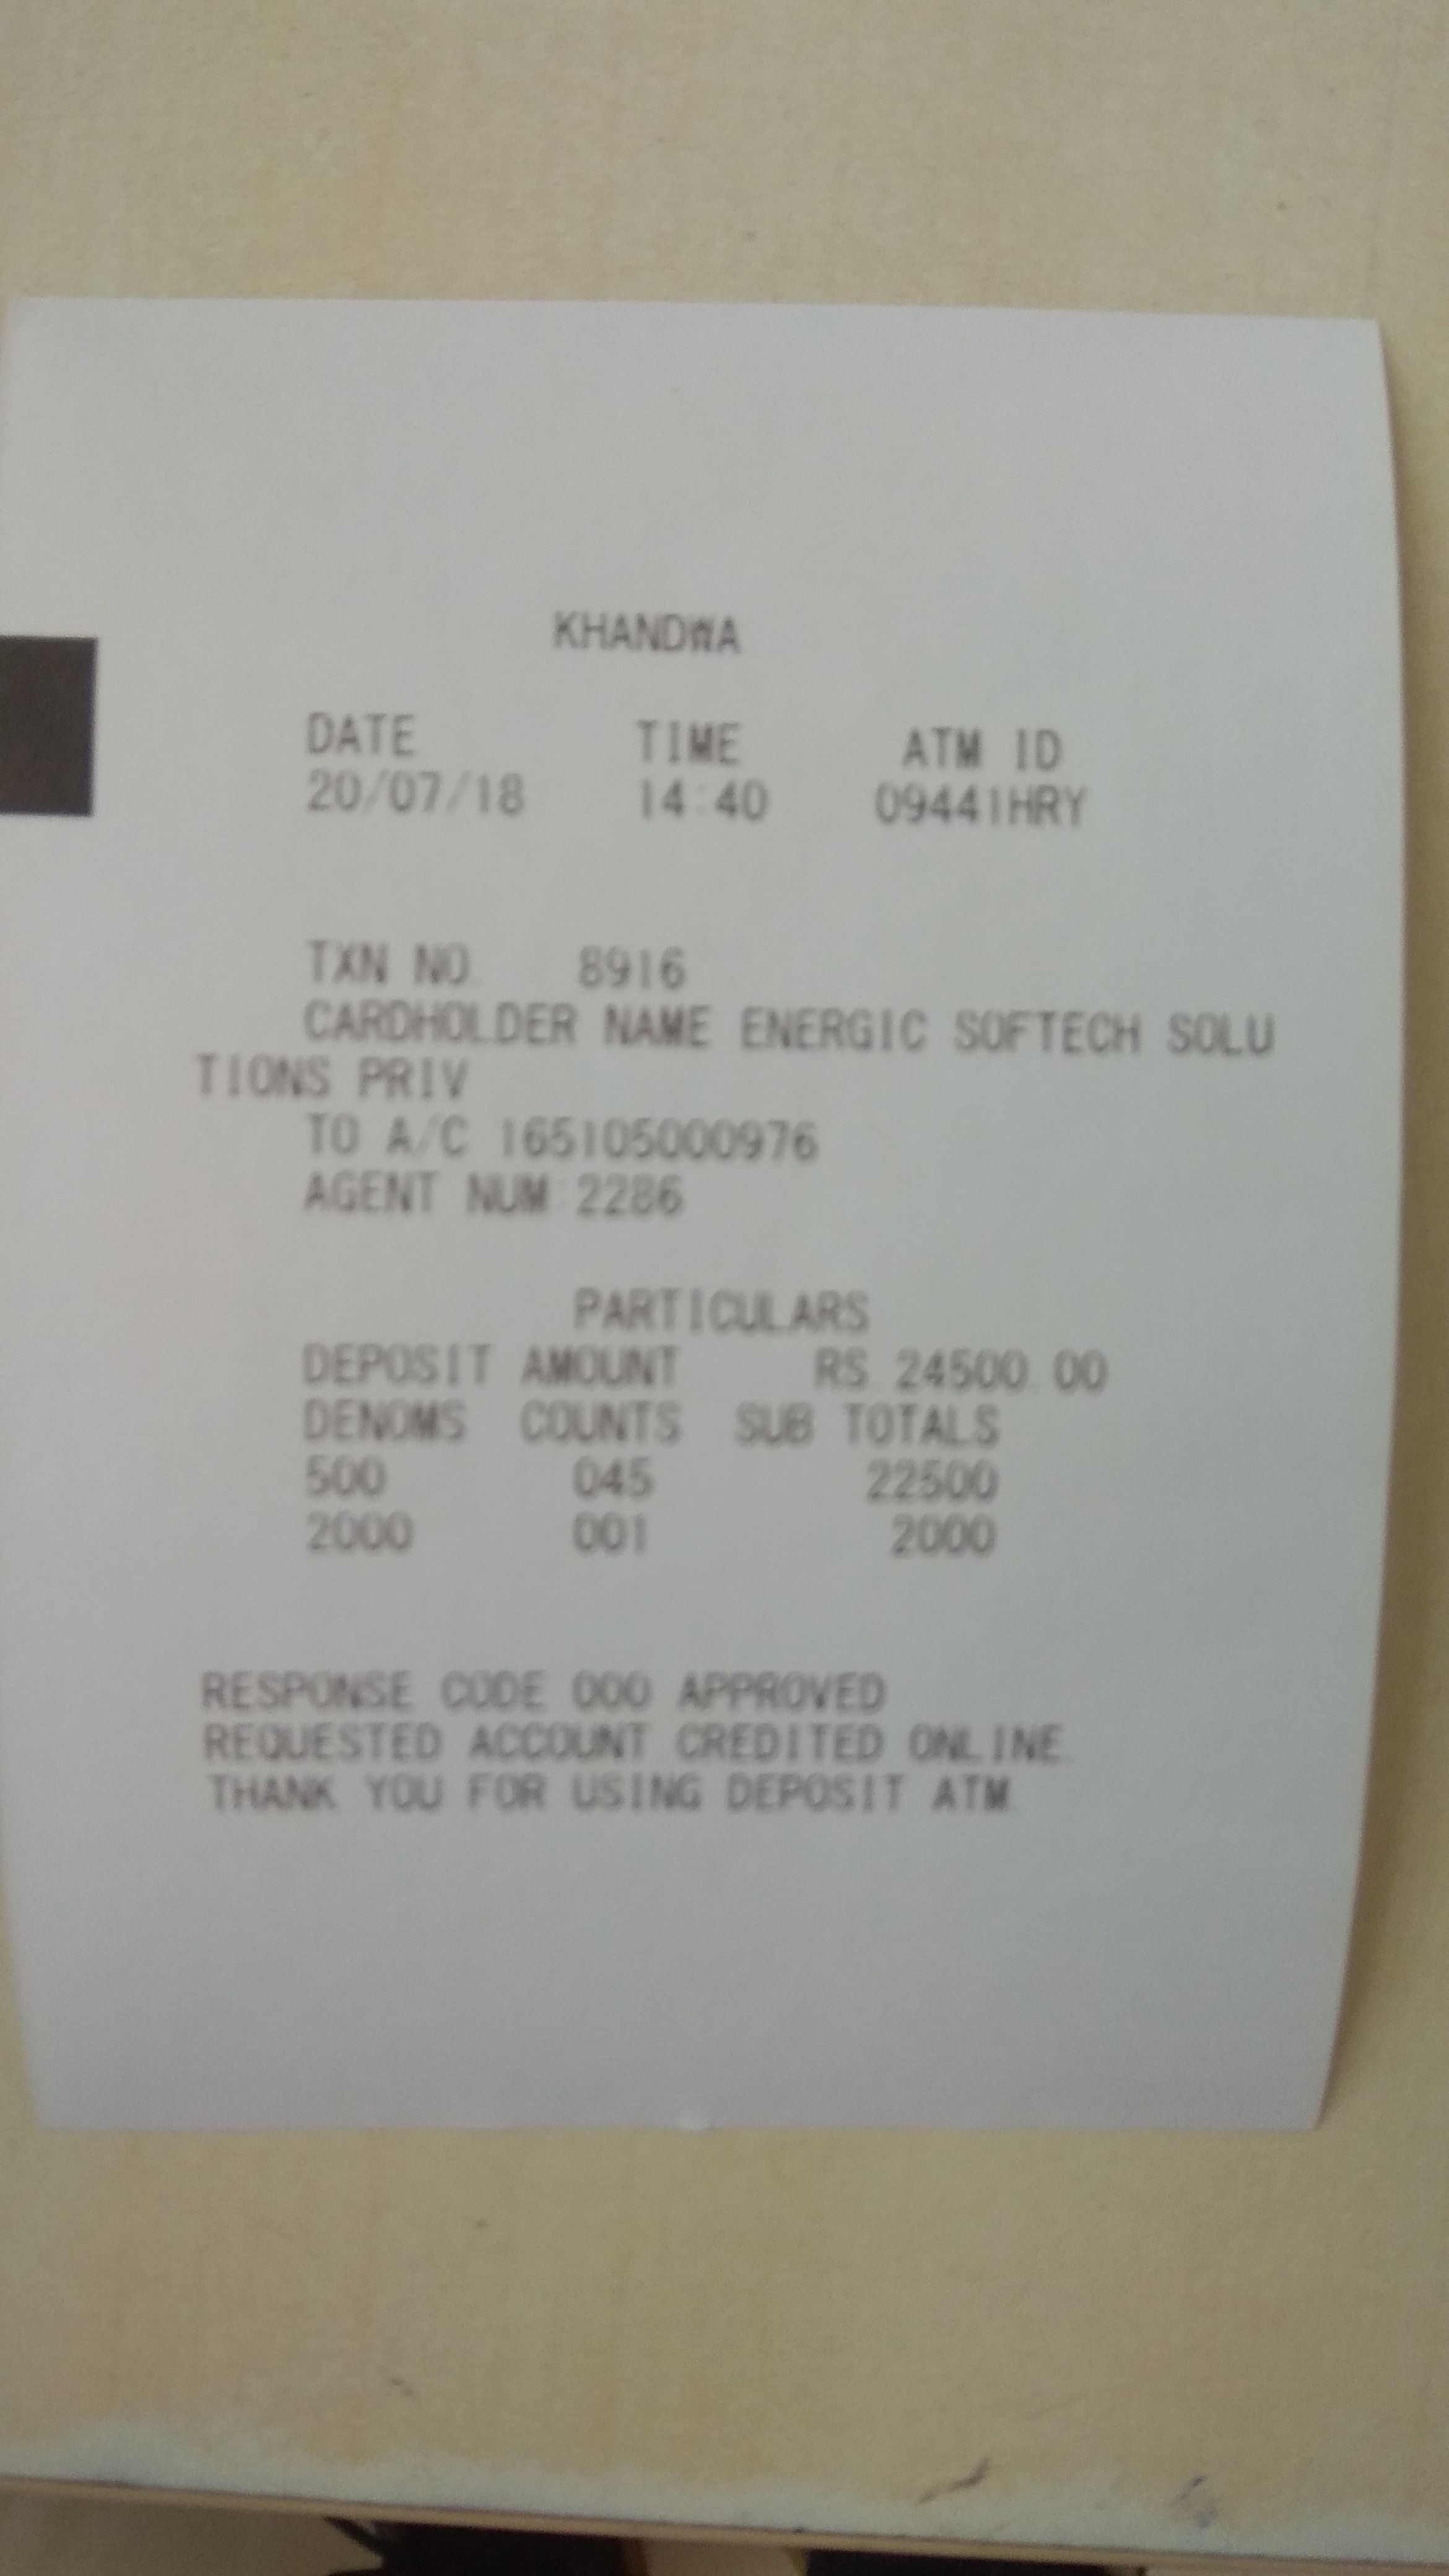 KHANDWA
DATE TIME ATM ID
20/07/18 14:40 09441HRY
TXN NO. 8916
CARDHOLDER NAME ENERGIC SOFTECH SOLU
TIONS PRIV
TO A/C 165105000976
AGENT NUM:2286
PARTICULARS
DEPOSIT AMOUNT RS. 24500.00
DENOMS COUNTS SUB TOTALS
500 045 22500
2000 001 2000
RESPONSE CODE 000 APPROVED
REQUESTED ACCOUNT CREDITED ONLINE.
THANK YOU FOR USING DEPOSIT ATM.